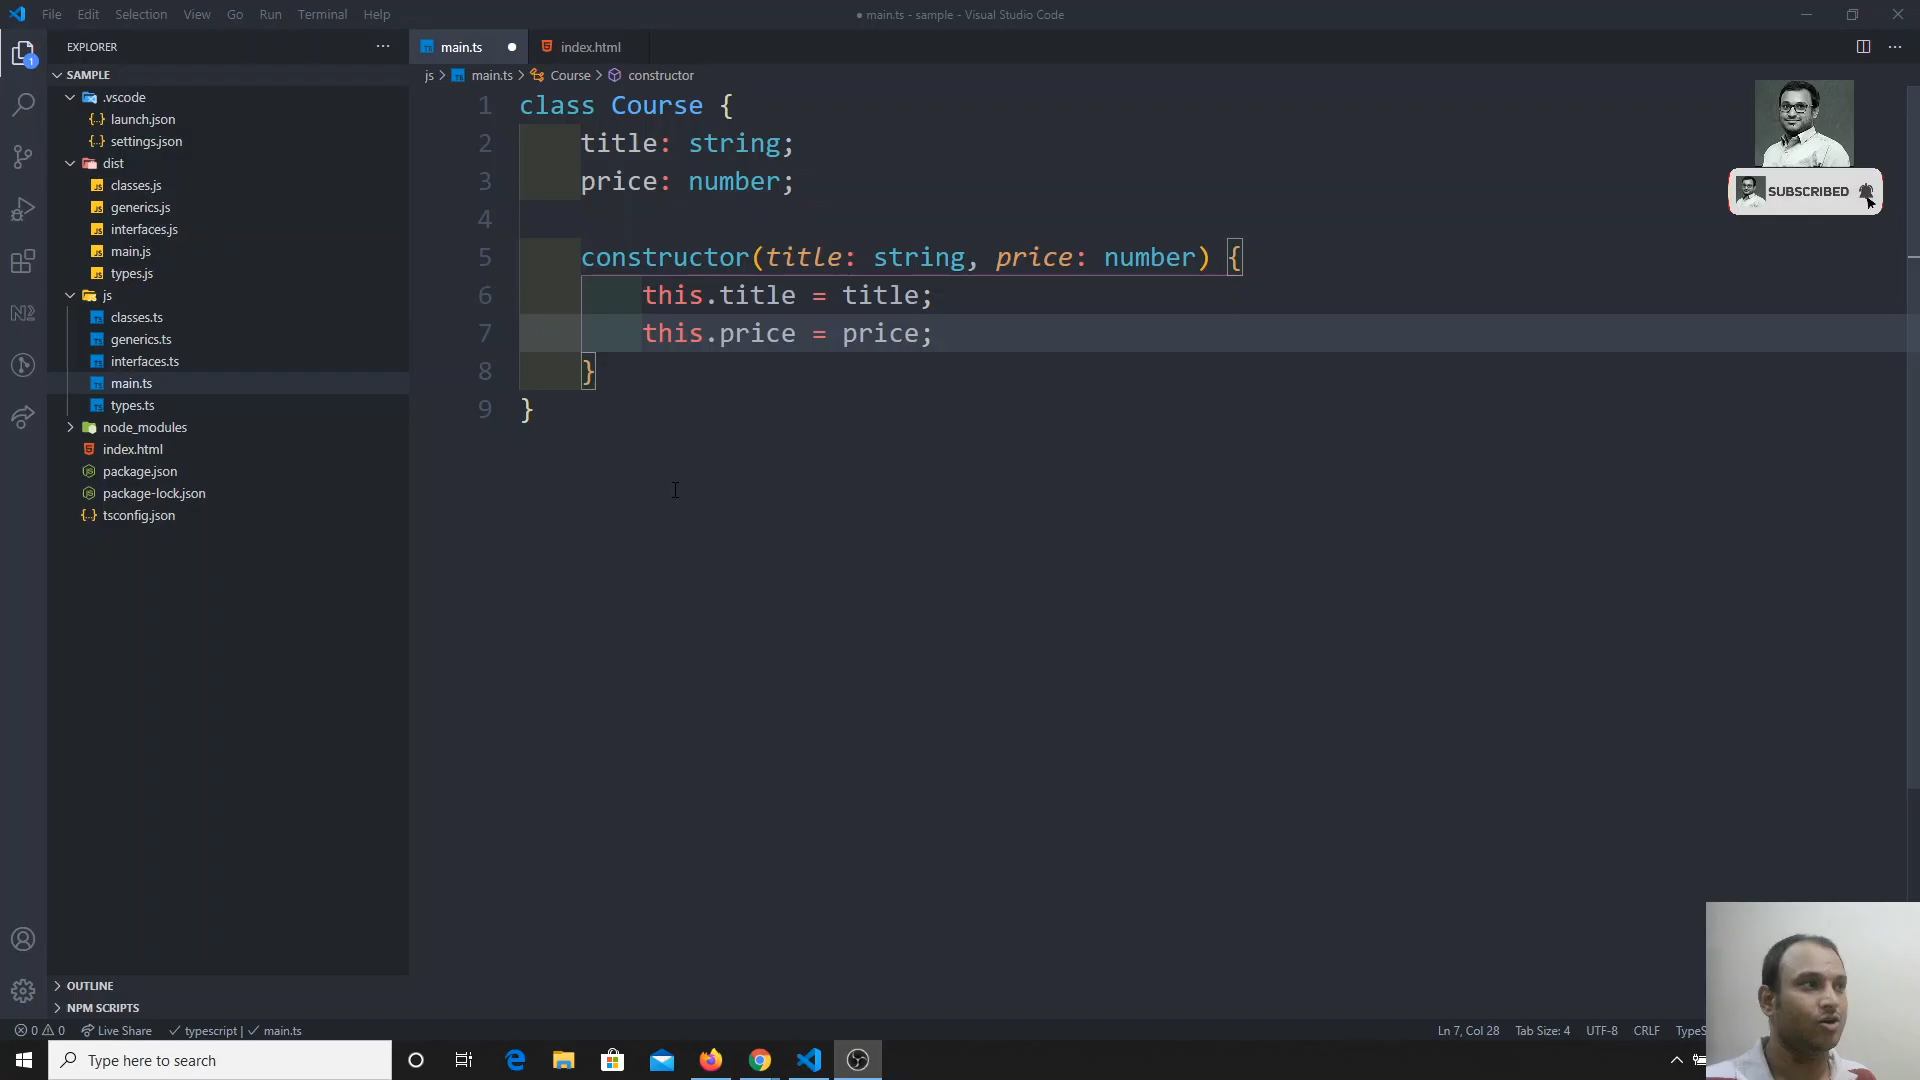 File Edit Selection View Go Run Terminal Help
● main.ts - sample - Visual Studio Code
EXPLORER
SAMPLE
.vscode
launch.json
settings.json
dist
classes.js
generics.js
interfaces.js
main.js
types.js
js
classes.ts
generics.ts
interfaces.ts
main.ts
types.ts
node_modules
index.html
package.json
package-lock.json
tsconfig.json
OUTLINE
NPM SCRIPTS
main.ts index.html
js > main.ts > Course > constructor
1 class Course {
2 title: string;
3 price: number;
4
5 constructor(title: string, price: number) {
6 this.title = title;
7 this.price = price;
8 }
9 }
SUBSCRIBED
0 0 Live Share ✓ typescript | ✓ main.ts
Ln 7, Col 28 Tab Size: 4 UTF-8 CRLF TypeS
Type here to search